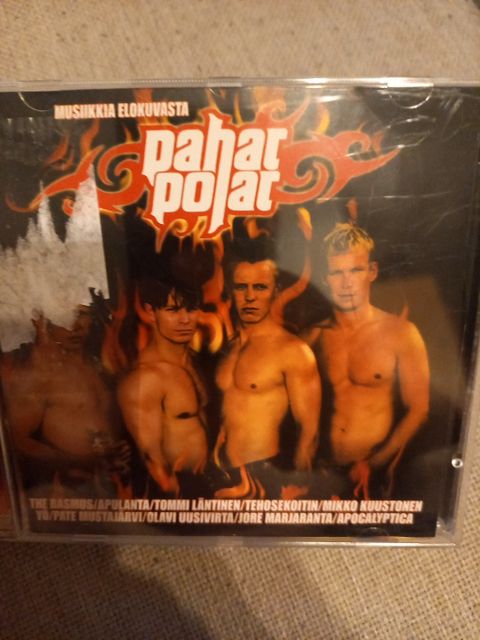 MUSIIKKIA ELOKUVASTA
pahat
pojat
THE RASMUS/APULANTA/TOMMI LÄNTINEN/TEHOSEKOITIN/MIKKO KUUSTONEN
YÖ/PATE MUSTAJÄRVI/OLAVI UUSIVIRTA/JORE MARJARANTA/APOCALYPTICA